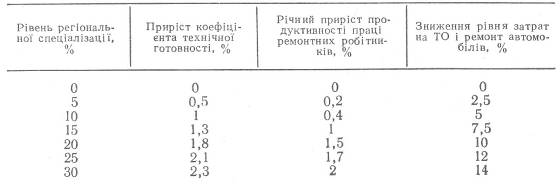 Рівень регіональ-
ної спеціалізації,
%
Приріст коефіці-
єнта технічної
готовності, %
Річний приріст про-
дуктивності праці
ремонтних робітни-
ків, %
Зниження рівня затрат
на ТО і ремонт автомо-
білів, %
0 0 0 0
5 0,5 0,2 2,5
10 1 0,4 5
15 1,3 1 7,5
20 1,8 1,5 10
25 2,1 1,7 12
30 2,3 2 14